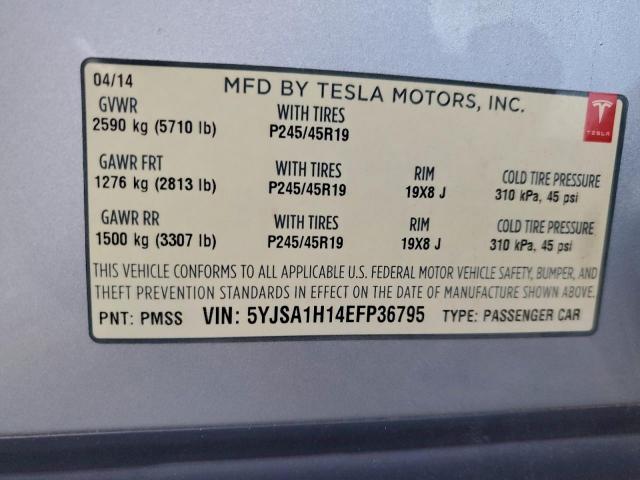 04/14 MFD BY TESLA MOTORS, INC.
GVWR WITH TIRES
2590 kg (5710 lb) P245/45R19
TESLA
GAWR FRT WITH TIRES RIM COLD TIRE PRESSURE
1276 kg (2813 lb) P245/45R19 19X8 J 310 kPa, 45 psi
GAWR RR WITH TIRES RIM COLD TIRE PRESSURE
1500 kg (3307 lb) P245/45R19 19X8 J 310 kPa, 45 psi
THIS VEHICLE CONFORMS TO ALL APPLICABLE U.S. FEDERAL MOTOR VEHICLE SAFETY, BUMPER, AND
THEFT PREVENTION STANDARDS IN EFFECT ON THE DATE OF MANUFACTURE SHOWN ABOVE.
PNT: PMSS VIN: 5YJSA1H14EFP36795 TYPE: PASSENGER CAR